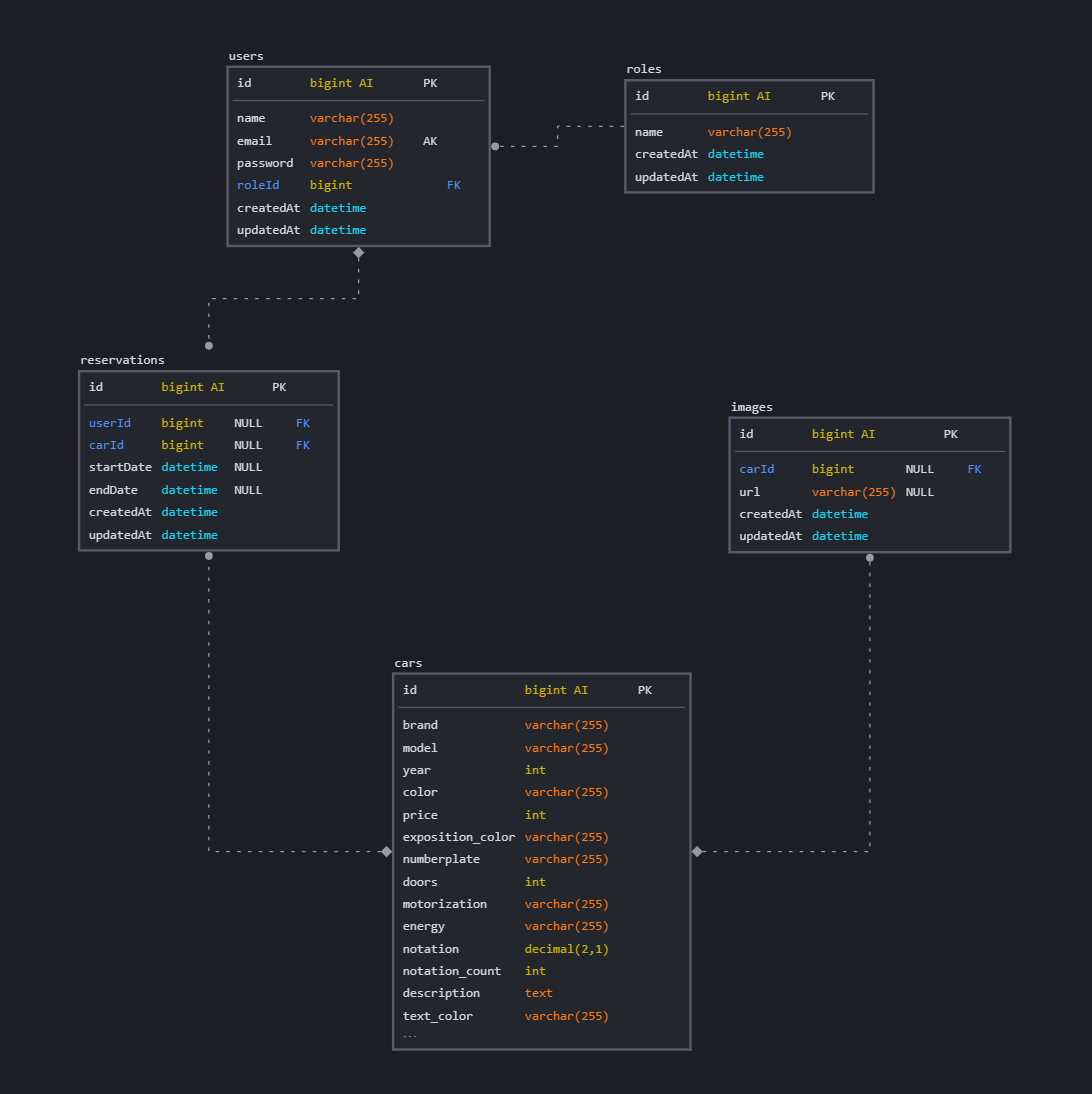 users
id bigint AI PK
name varchar(255)
email varchar(255) AK
password varchar(255)
roleId bigint FK
createdAt datetime
updatedAt datetime
roles
id bigint AI PK
name varchar(255)
createdAt datetime
updatedAt datetime
reservations
id bigint AI PK
userId bigint NULL FK
carId bigint NULL FK
startDate datetime NULL
endDate datetime NULL
createdAt datetime
updatedAt datetime
images
id bigint AI PK
carId bigint NULL FK
url varchar(255) NULL
createdAt datetime
updatedAt datetime
cars
id bigint AI PK
brand varchar(255)
model varchar(255)
year int
color varchar(255)
price int
exposition_color varchar(255)
numberplate varchar(255)
doors int
motorization varchar(255)
energy varchar(255)
notation decimal(2,1)
notation_count int
description text
text_color varchar(255)
...